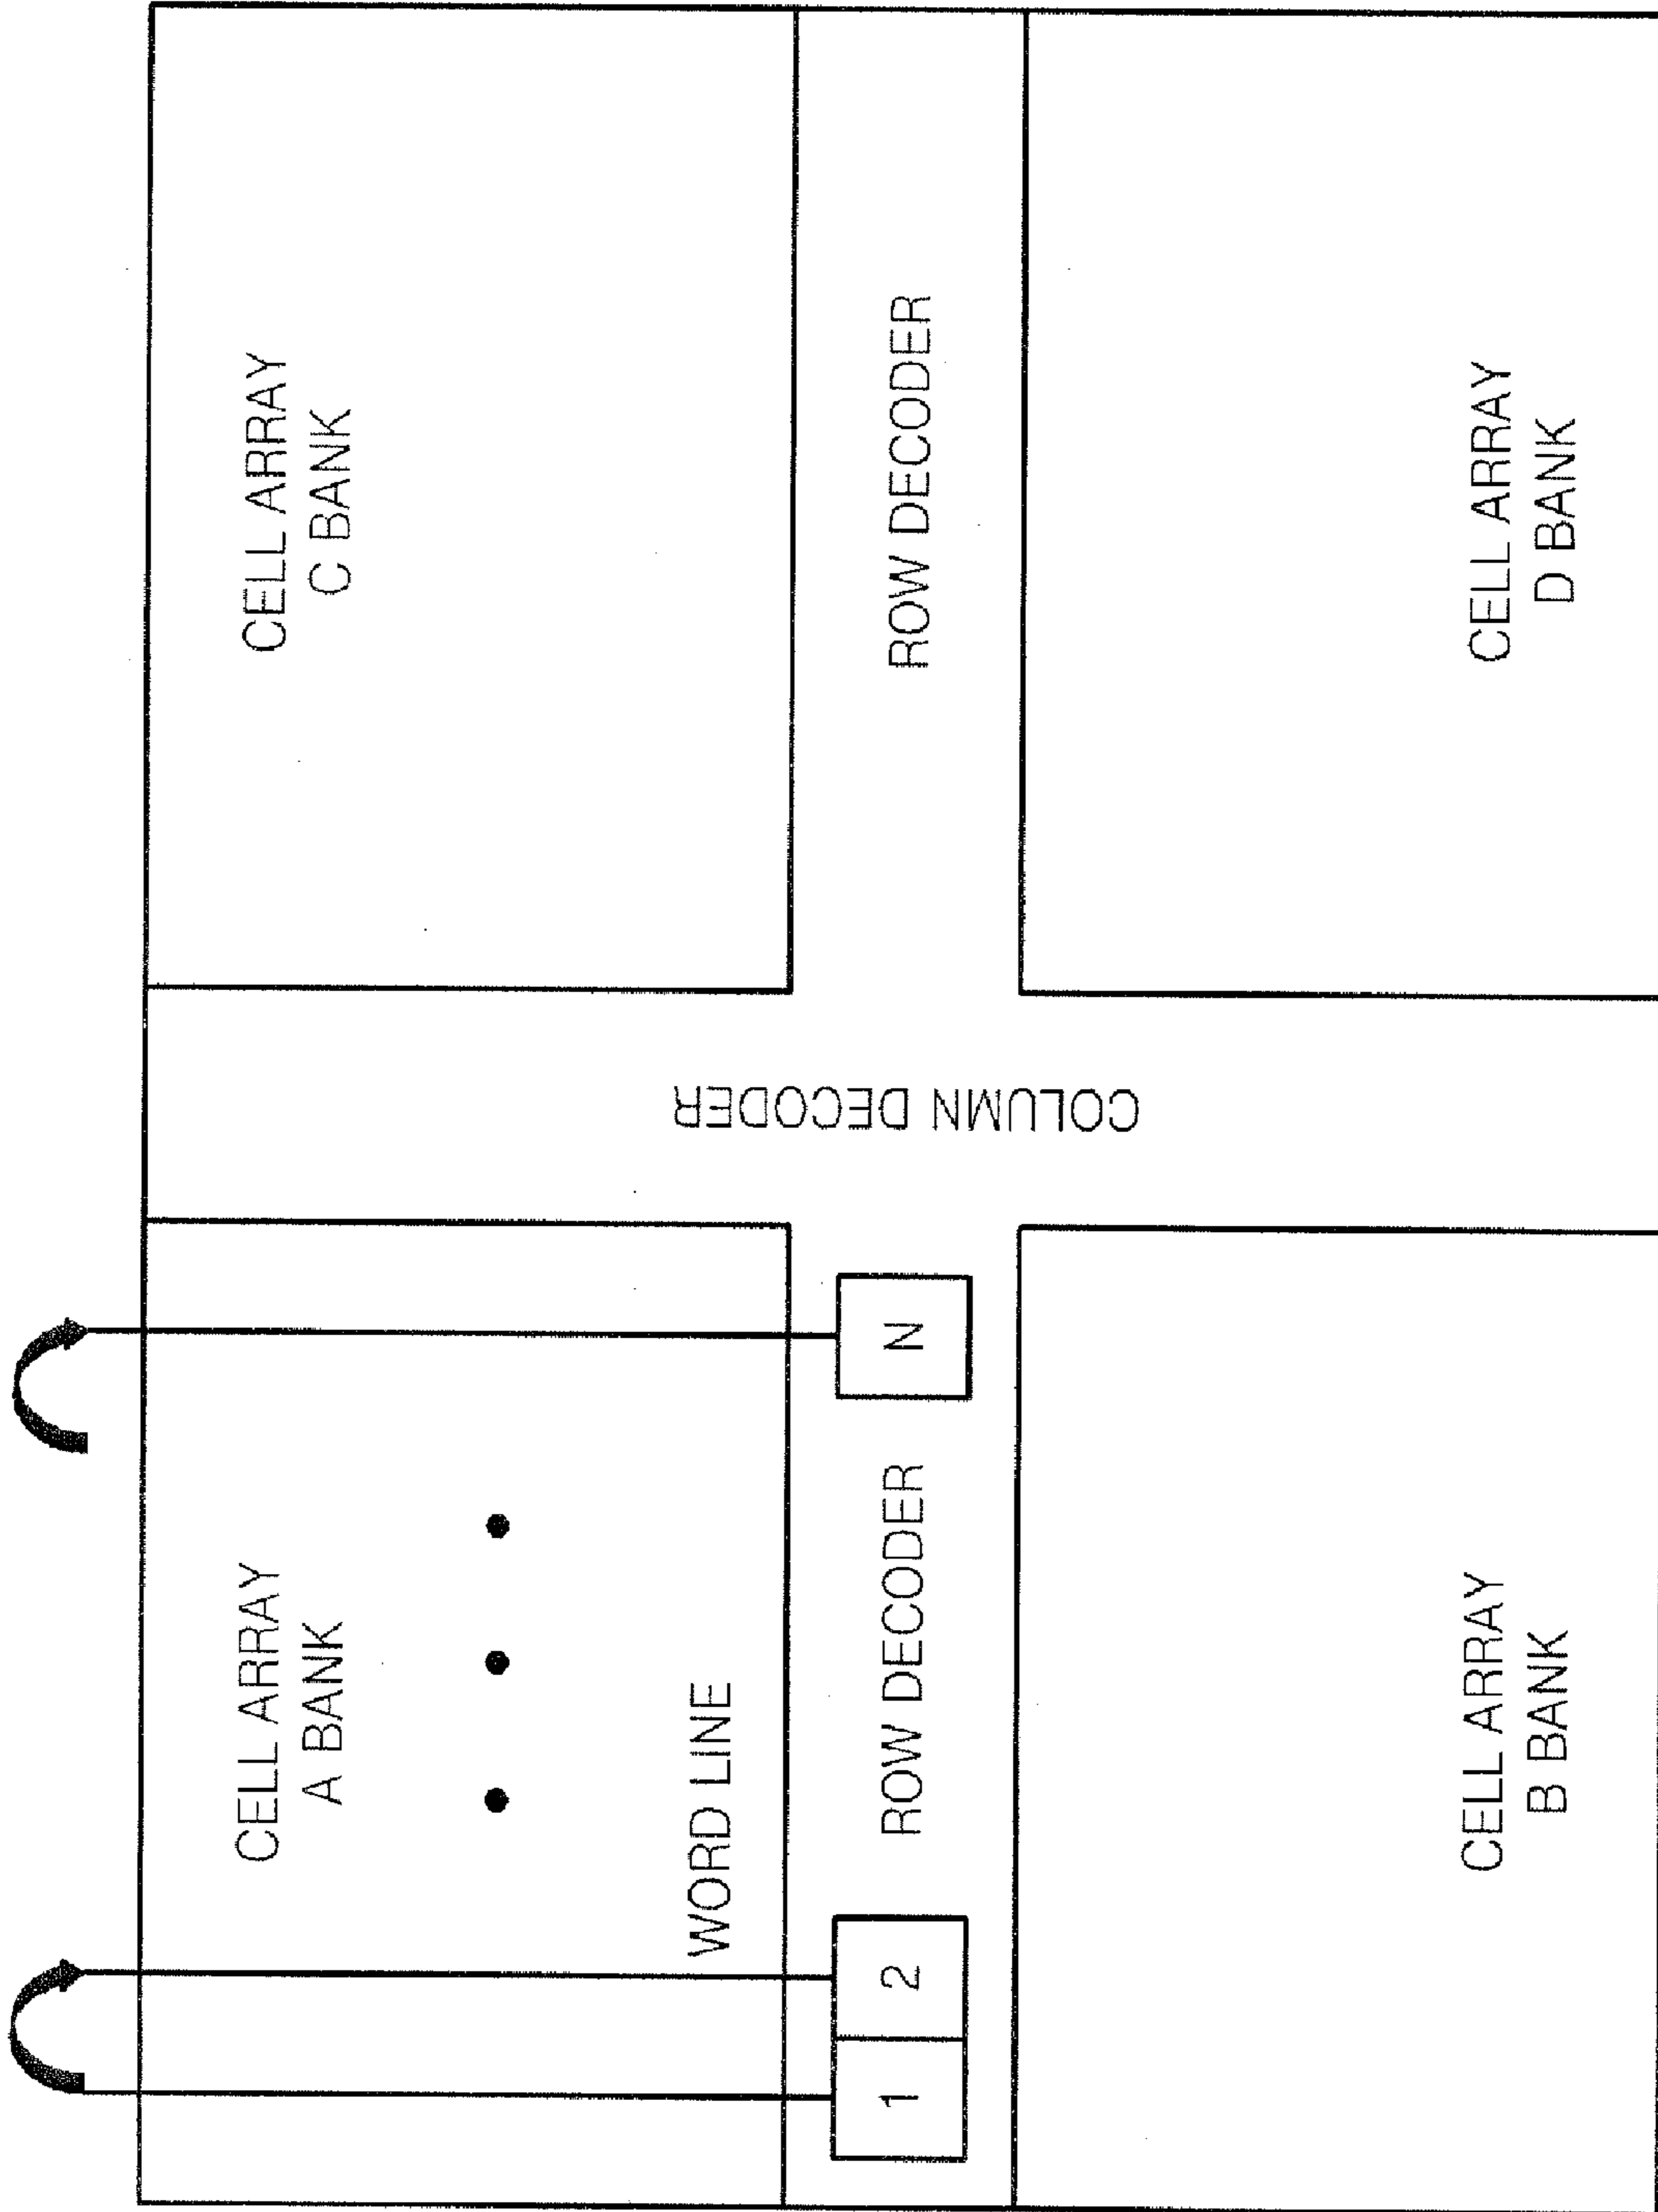 CELL ARRAY
A BANK
CELL ARRAY
C BANK
WORD LINE
1
2
ROW DECODER
N
COLUMN DECODER
ROW DECODER
CELL ARRAY
B BANK
CELL ARRAY
D BANK